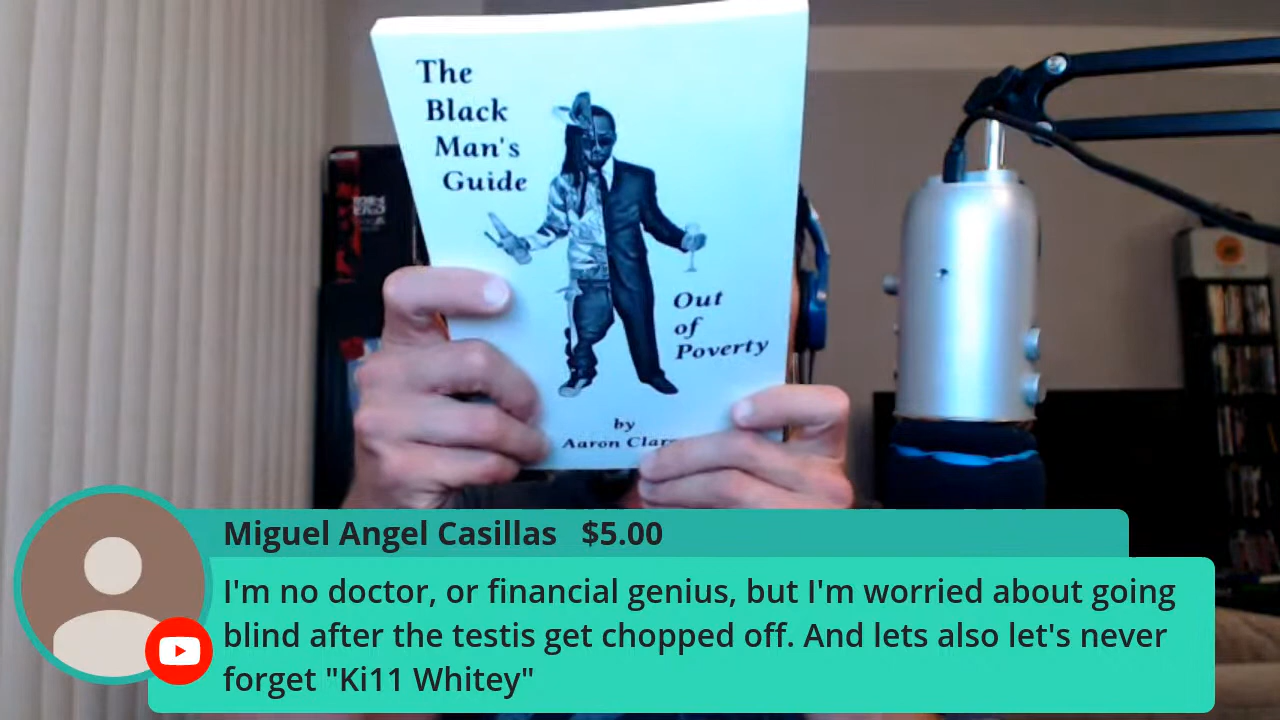 The
Black
Man's
Guide
Out
of
Poverty
by
Aaron
Miguel Angel Casillas $5.00
I'm no doctor, or financial genius, but I'm worried about going
blind after the testis get chopped off. And lets also let's never
forget "Ki11 Whitey"